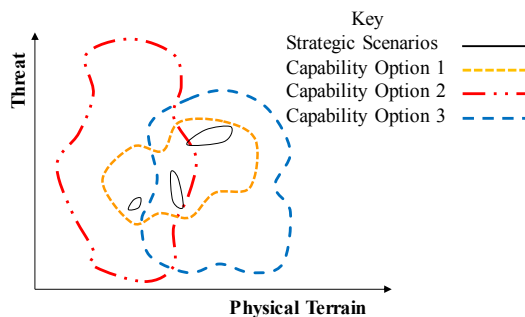 Key
Strategic Scenarios
Capability Option 1
Capability Option 2
Capability Option 3
Threat
Physical Terrain